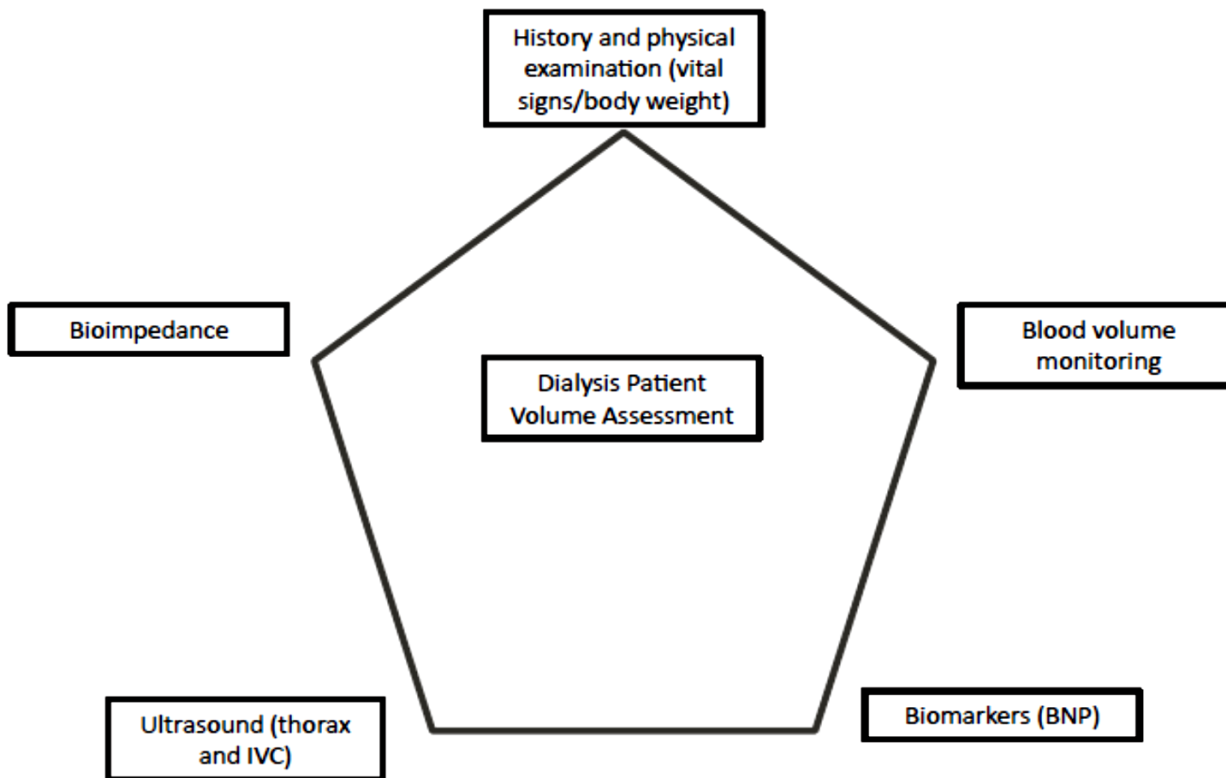 History and physical
examination (vital
signs/body weight)
Bioimpedance
Blood volume
monitoring
Dialysis Patient
Volume Assessment
Ultrasound (thorax
and IVC)
Biomarkers (BNP)